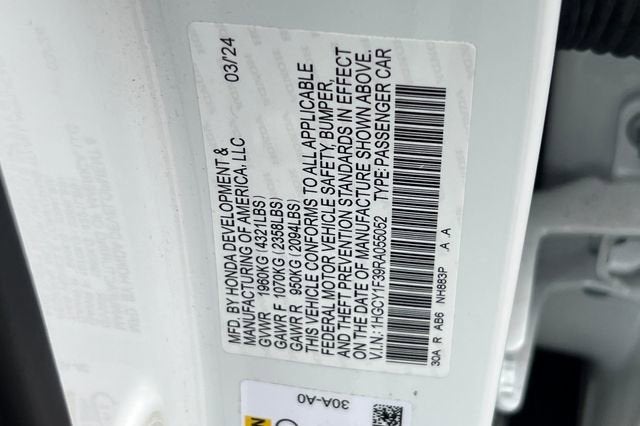 MFD. BY HONDA DEVELOPMENT & 03/24
MANUFACTURING OF AMERICA, LLC
GVWR 1960KG (4321LBS)
GAWR F 1070KG (2358LBS)
GAWR R 950KG (2094LBS)
THIS VEHICLE CONFORMS TO ALL APPLICABLE
FEDERAL MOTOR VEHICLE SAFETY, BUMPER,
AND THEFT PREVENTION STANDARDS IN EFFECT
ON THE DATE OF MANUFACTURE SHOWN ABOVE.
V.I.N.: 1HGCY1F39RA055052 TYPE: PASSENGER CAR
30A R AB6 NH883P A A
30A-A0